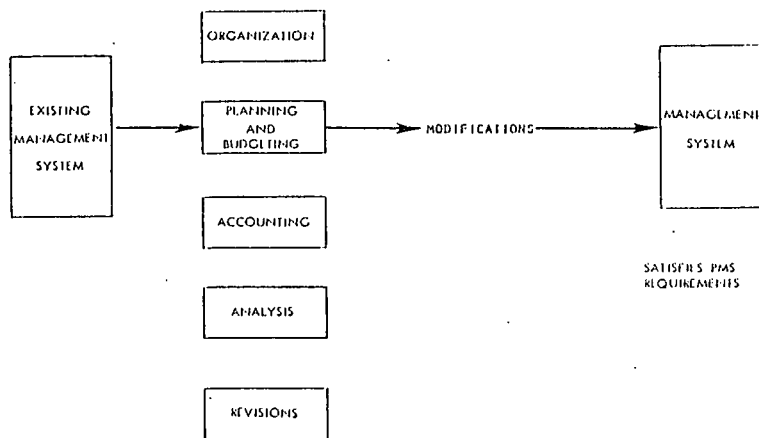 ORGANIZATION
EXISTING
MANAGEMENT
SYSTEM
PLANNING
AND
BUDGETING
MODIFICATIONS
MANAGEMENT
SYSTEM
ACCOUNTING
SATISFIES PMS
REQUIREMENTS
ANALYSIS
REVISIONS